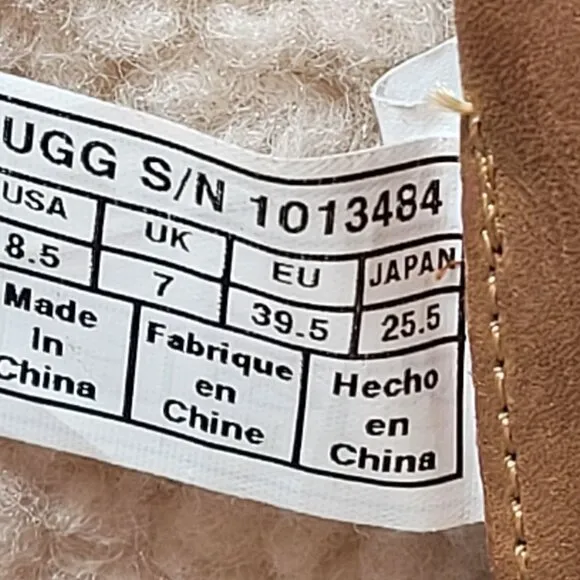 UGG S/N 1013484
USA UK EU JAPAN
8.5 7 39.5 25.5
Made Fabrique Hecho
In en en
China Chine China